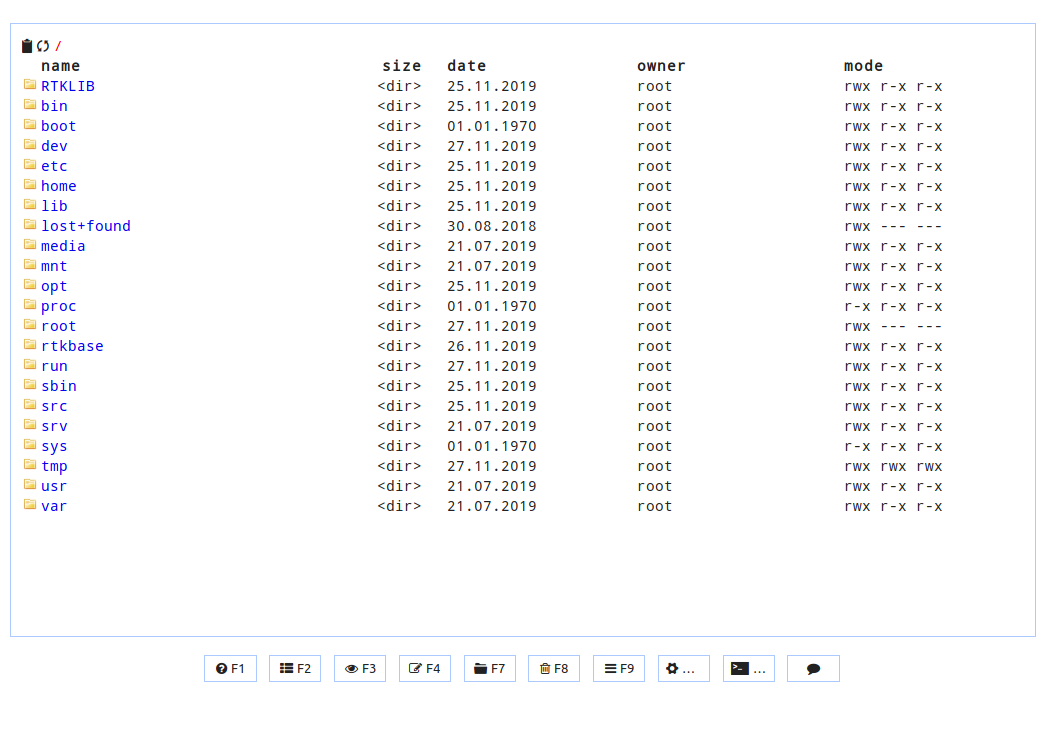 /
name size date owner mode
RTKLIB <dir> 25.11.2019 root rwx r-x r-x
bin <dir> 25.11.2019 root rwx r-x r-x
boot <dir> 01.01.1970 root rwx r-x r-x
dev <dir> 27.11.2019 root rwx r-x r-x
etc <dir> 25.11.2019 root rwx r-x r-x
home <dir> 25.11.2019 root rwx r-x r-x
lib <dir> 25.11.2019 root rwx r-x r-x
lost+found <dir> 30.08.2018 root rwx --- ---
media <dir> 21.07.2019 root rwx r-x r-x
mnt <dir> 21.07.2019 root rwx r-x r-x
opt <dir> 25.11.2019 root rwx r-x r-x
proc <dir> 01.01.1970 root r-x r-x r-x
root <dir> 27.11.2019 root rwx --- ---
rtkbase <dir> 26.11.2019 root rwx r-x r-x
run <dir> 27.11.2019 root rwx r-x r-x
sbin <dir> 25.11.2019 root rwx r-x r-x
src <dir> 25.11.2019 root rwx r-x r-x
srv <dir> 21.07.2019 root rwx r-x r-x
sys <dir> 01.01.1970 root r-x r-x r-x
tmp <dir> 27.11.2019 root rwx rwx rwx
usr <dir> 21.07.2019 root rwx r-x r-x
var <dir> 21.07.2019 root rwx r-x r-x
F1 F2 F3 F4 F7 F8 F9 ... ...